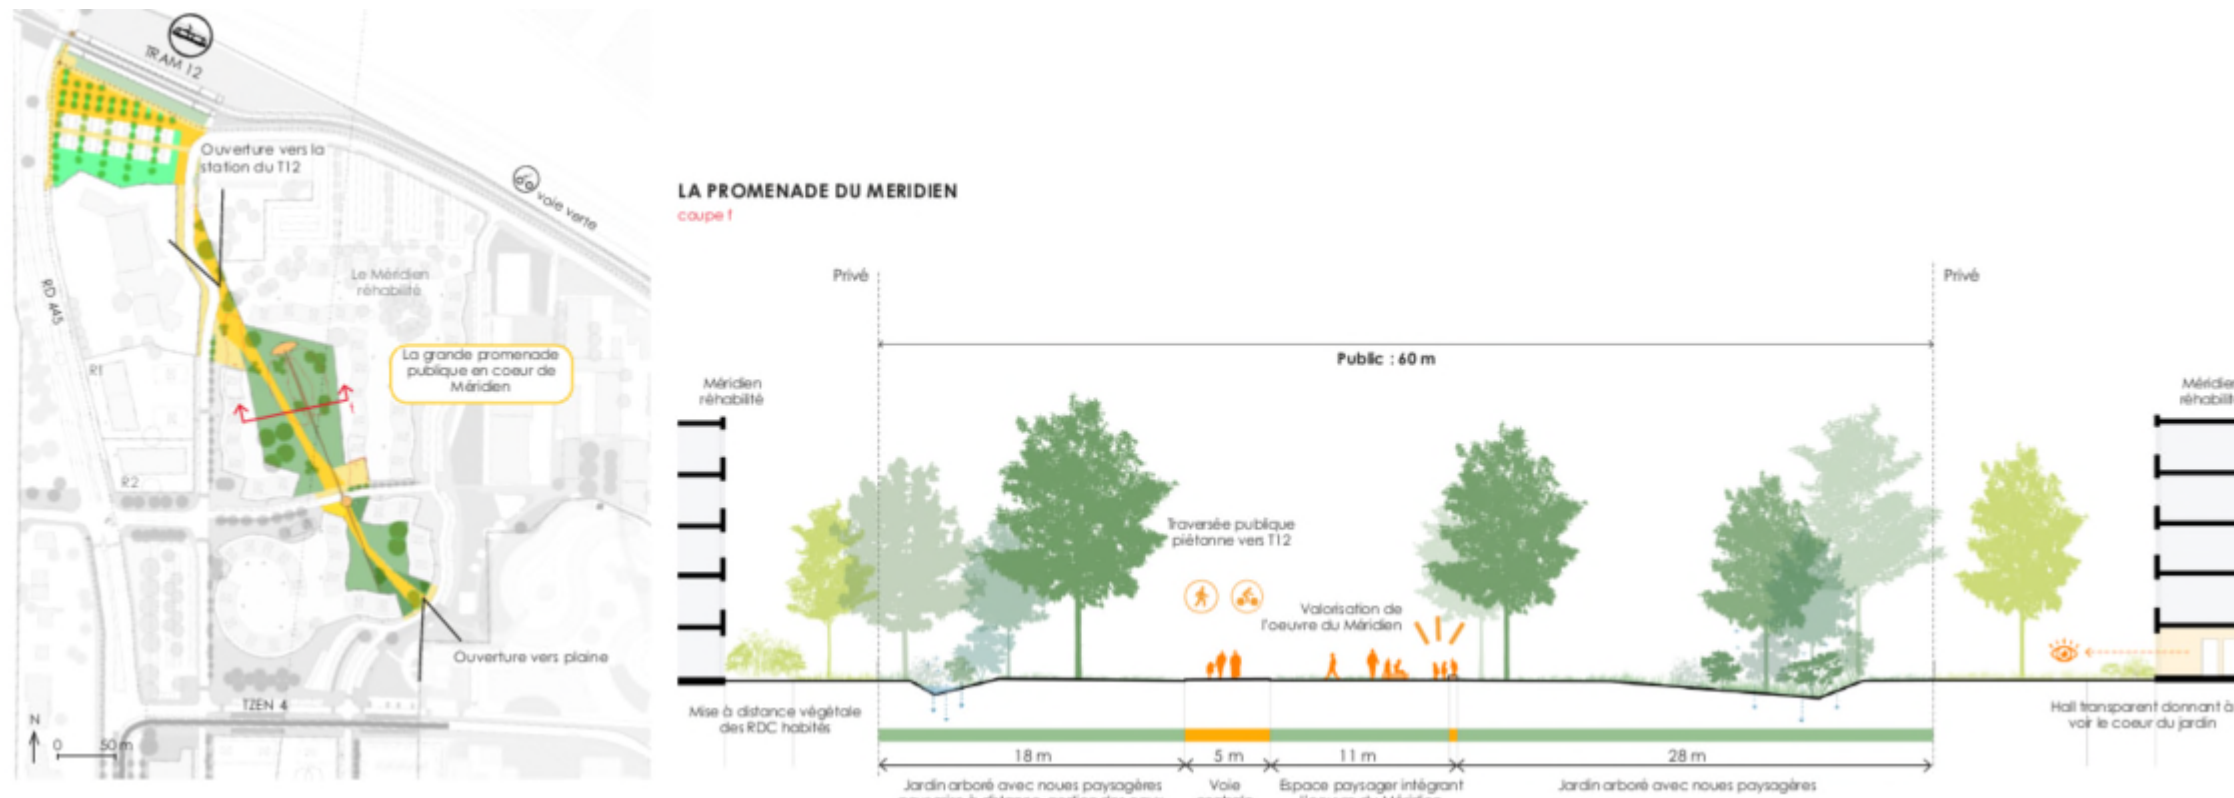 TRAM 12
Ouverture vers la
station du T12
voie verte
Le Méridien
réhabilité
RD 445
La grande promenade
publique en coeur de
Méridien
R1
R2
Ouverture vers plaine
TZEN 4
N
0 50 m
LA PROMENADE DU MERIDIEN
coupe f
Privé
Privé
Public : 60 m
Méridien
réhabilité
Méridien
réhabilité
Traversée publique
piétonne vers T12
Valorisation de
l'oeuvre du Méridien
Mise à distance végétale
des RDC habités
Hall transparent donnant à
voir le coeur du jardin
18 m
5 m
11 m
28 m
Jardin arboré avec noues paysagères
Voie
Espace paysager intégrant
Jardin arboré avec noues paysagères